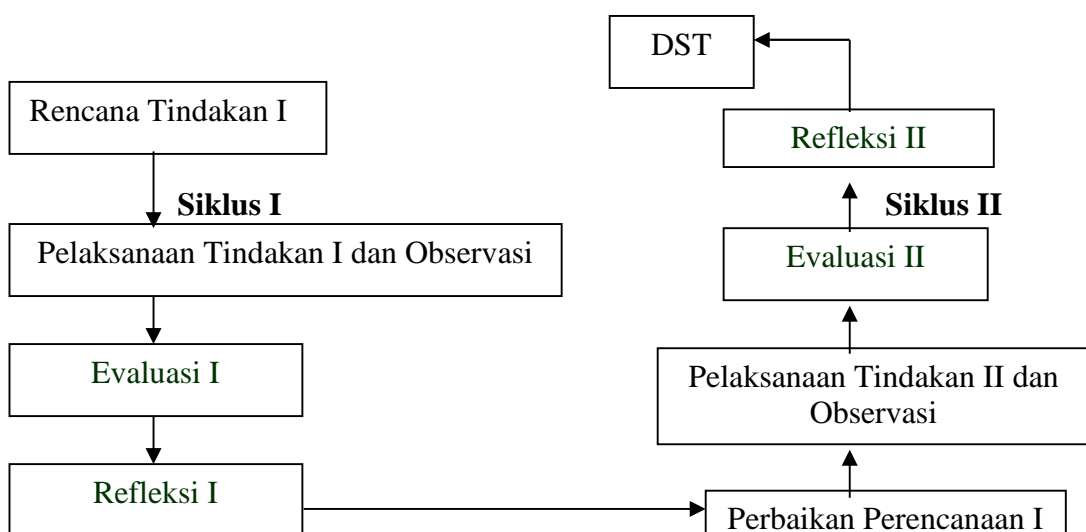 Rencana Tindakan I
Siklus I
Pelaksanaan Tindakan I dan Observasi
Evaluasi I
Refleksi I
DST
Refleksi II
Siklus II
Evaluasi II
Pelaksanaan Tindakan II dan
Observasi
Perbaikan Perencanaan I